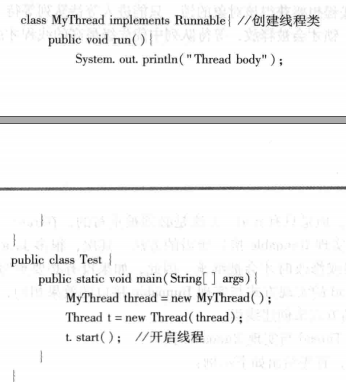 class MyThread implements Runnable{ //创建线程类
public void run(){
System. out. println("Thread body");
}
}
public class Test {
public static void main(String[ ] args){
MyThread thread = new MyThread();
Thread t = new Thread(thread);
t. start(); //开启线程
}
}